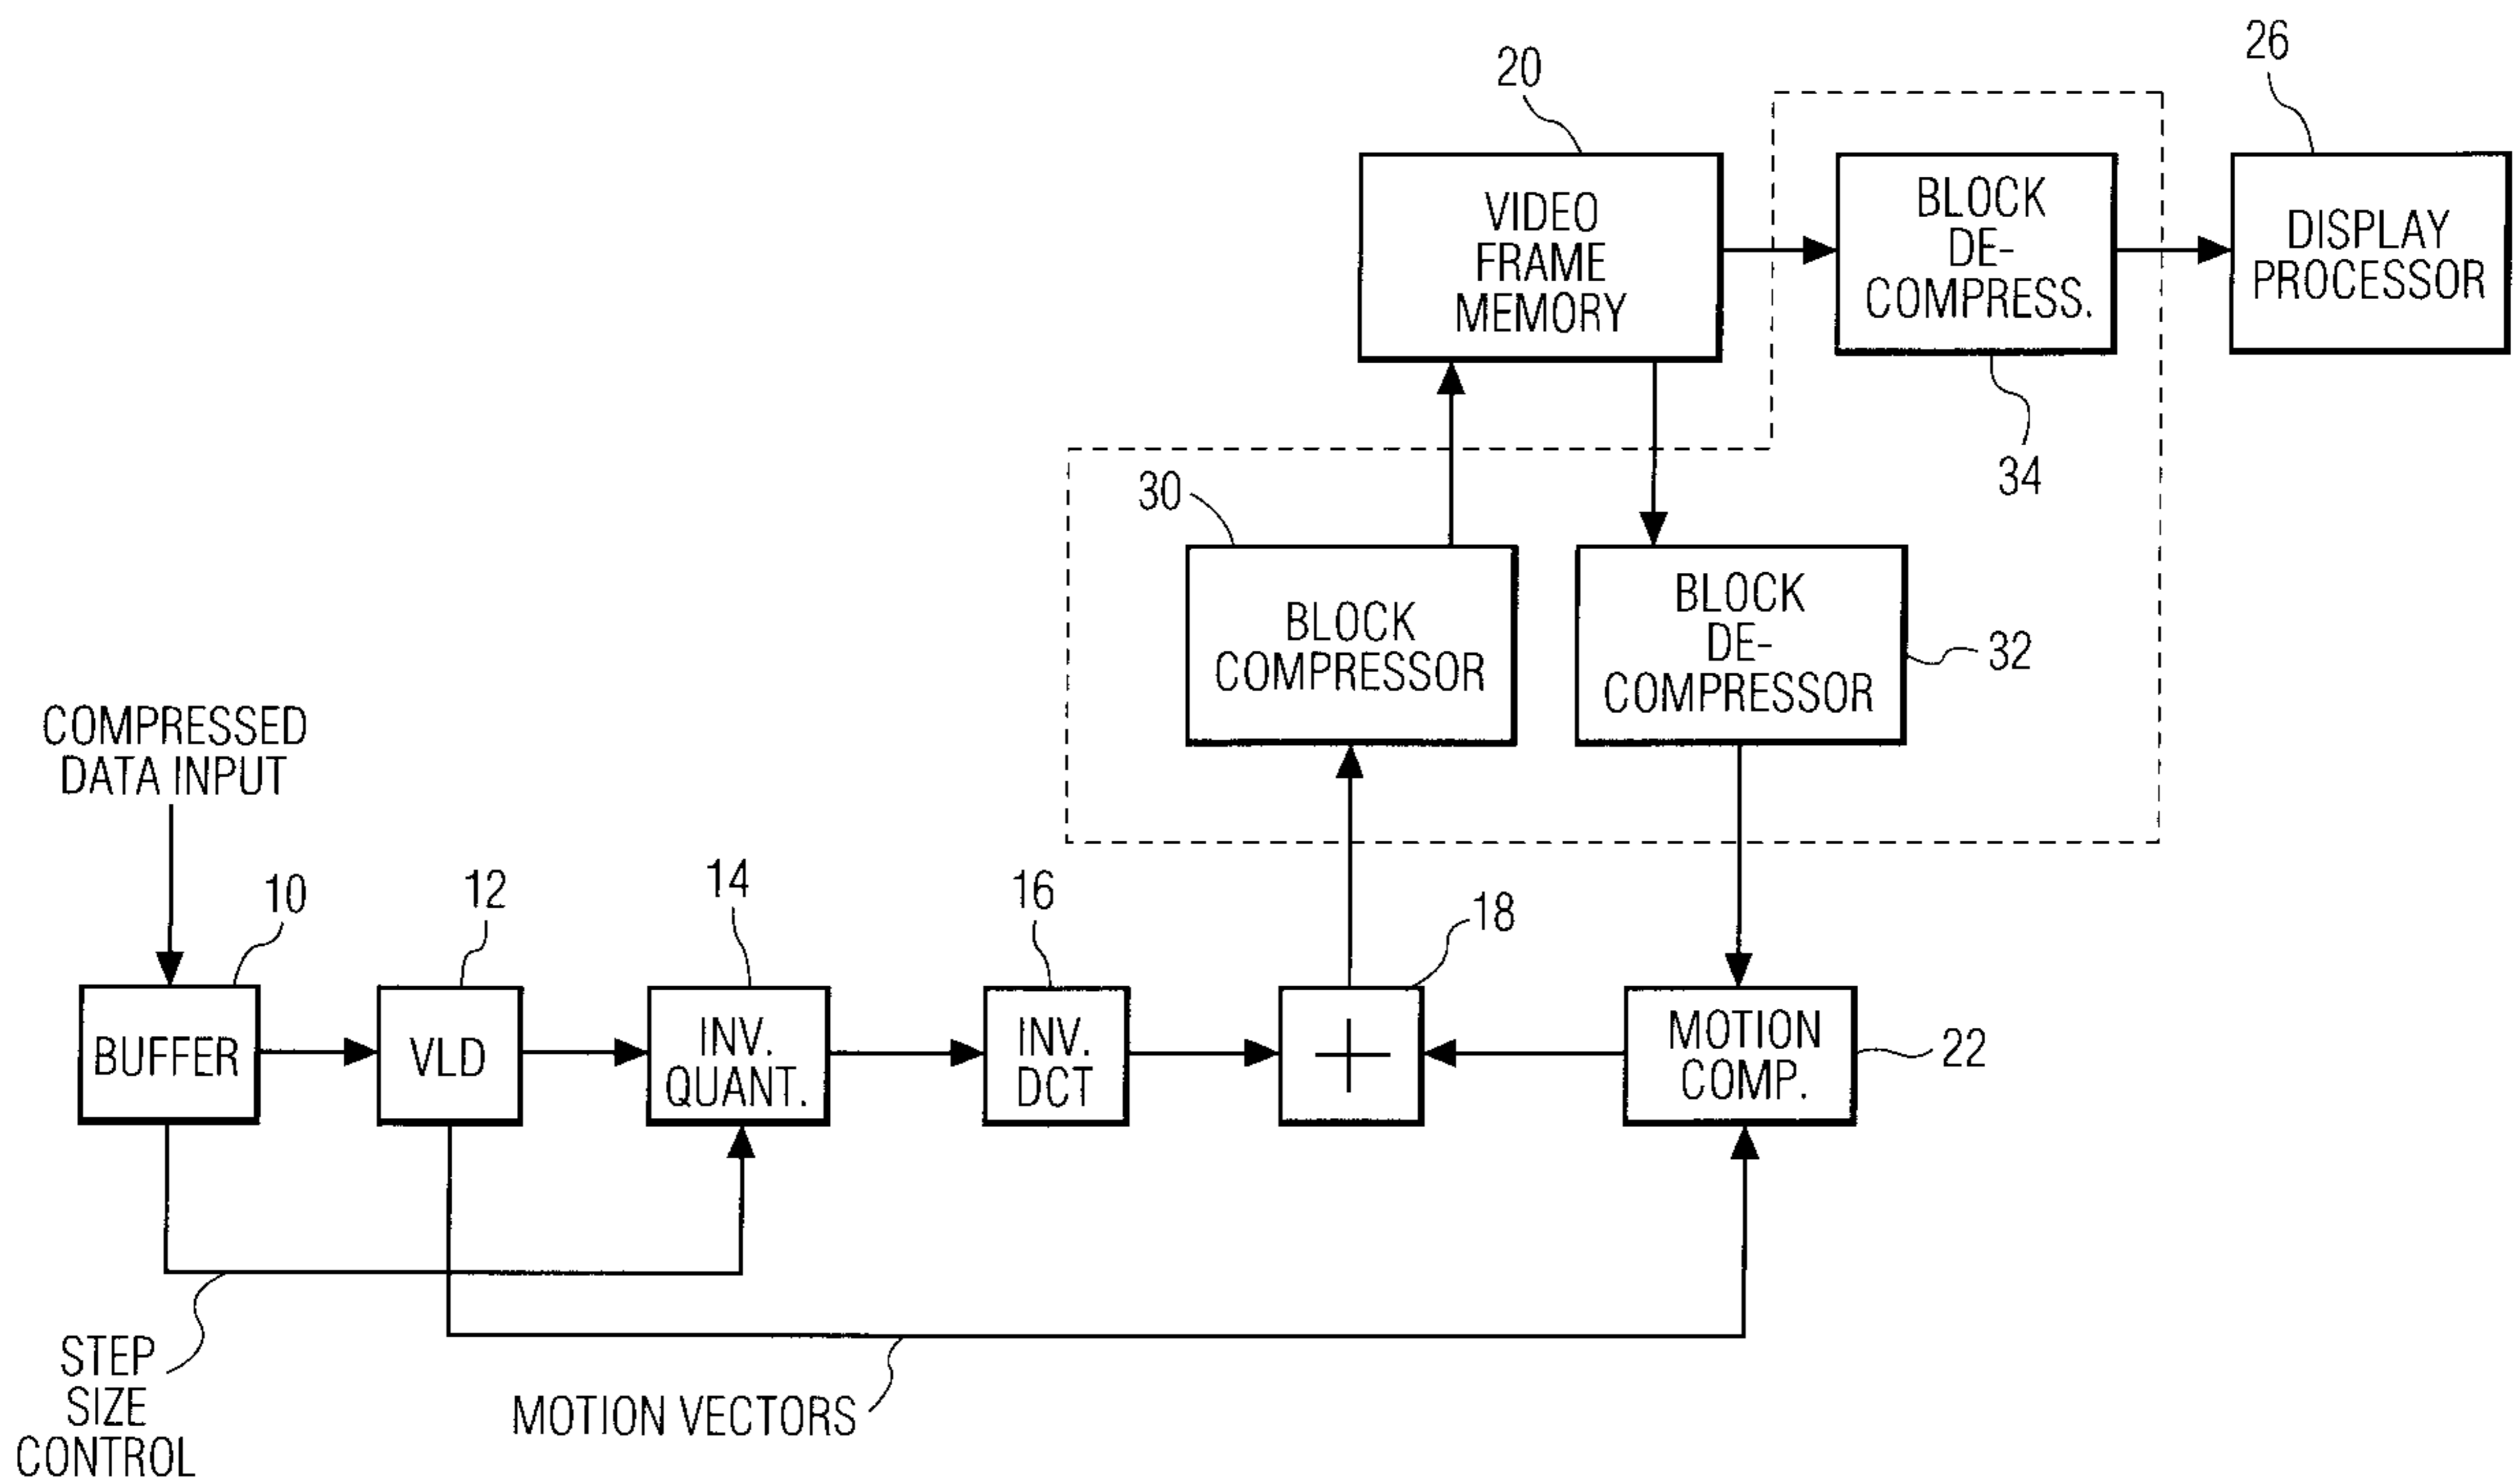 26
20
VIDEO
FRAME
MEMORY
BLOCK
DE-
COMPRESS.
DISPLAY
PROCESSOR
34
30
BLOCK
COMPRESSOR
BLOCK
DE-
COMPRESSOR
32
COMPRESSED
DATA INPUT
10
12
14
16
18
BUFFER
VLD
INV.
QUANT.
INV.
DCT
+
MOTION
COMP.
22
STEP
SIZE
CONTROL
MOTION VECTORS